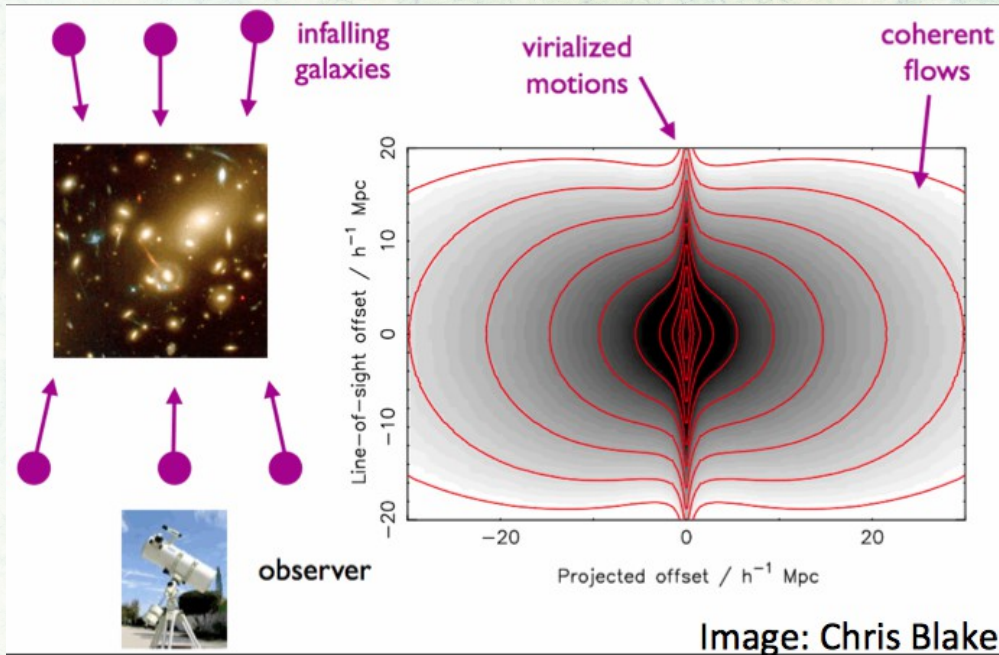 infalling
galaxies
virialized
motions
coherent
flows
20
10
0
−10
−20
Line−of−sight offset / h⁻¹ Mpc
−20
0
20
Projected offset / h⁻¹ Mpc
observer
Image: Chris Blake